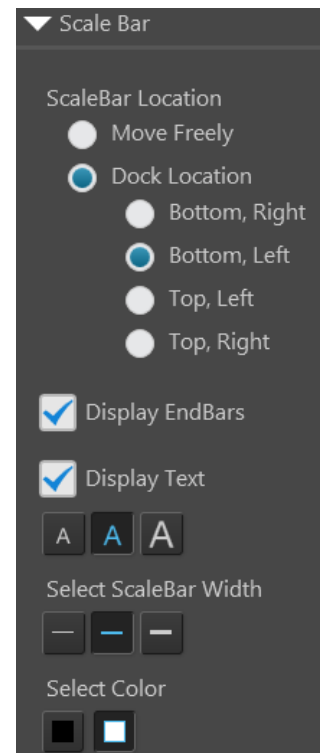 Scale Bar
ScaleBar Location
Move Freely
Dock Location
Bottom, Right
Bottom, Left
Top, Left
Top, Right
Display EndBars
Display Text
A A A
Select ScaleBar Width
Select Color